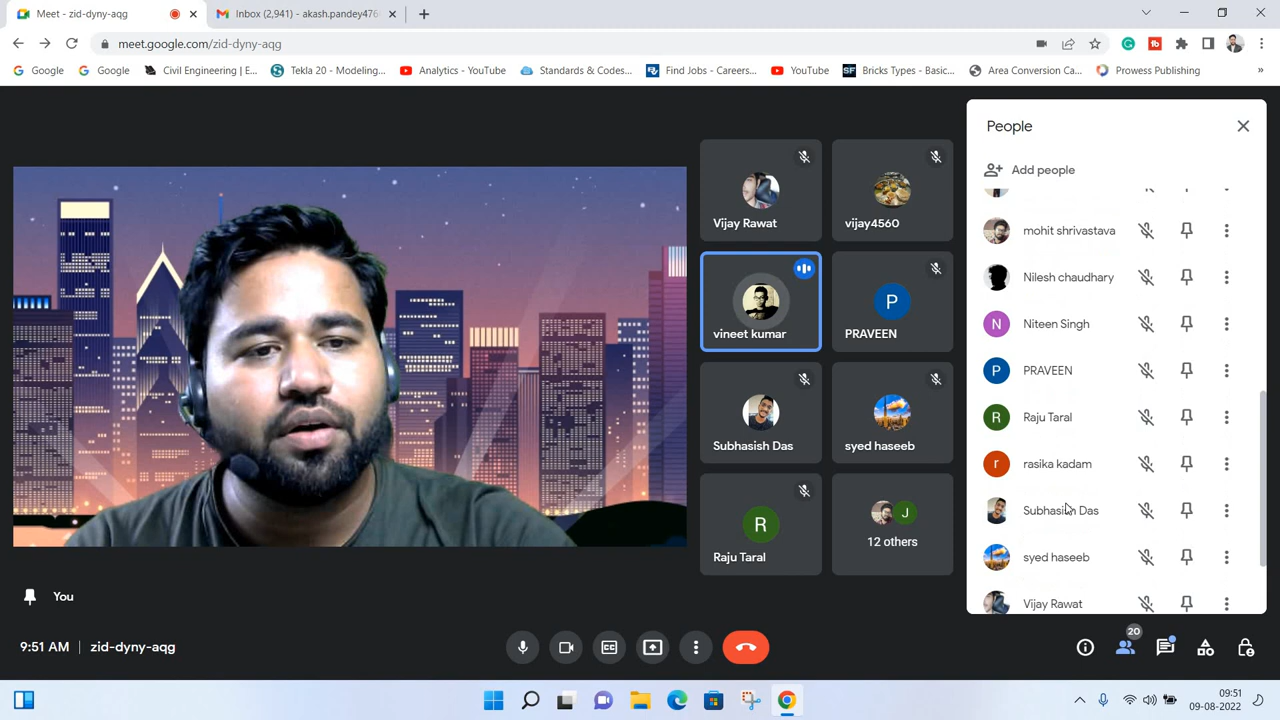 Meet - zid-dyny-aqg
Inbox (2,941) - akash.pandey476
meet.google.com/zid-dyny-aqg
Google
Google
Civil Engineering | E...
Tekla 20 - Modeling...
Analytics - YouTube
Standards & Codes...
Find Jobs - Careers...
YouTube
SF
Bricks Types - Basic...
Area Conversion Ca...
Prowess Publishing
»
Vijay Rawat
vijay4560
vineet kumar
P
PRAVEEN
Subhasish Das
syed haseeb
R
Raju Taral
J
12 others
People
Add people
mohit shrivastava
Nilesh chaudhary
N
Niteen Singh
P
PRAVEEN
R
Raju Taral
r
rasika kadam
Subhasish Das
syed haseeb
Vijay Rawat
You
9:51 AM
zid-dyny-aqg
CC
20
09:51
09-08-2022